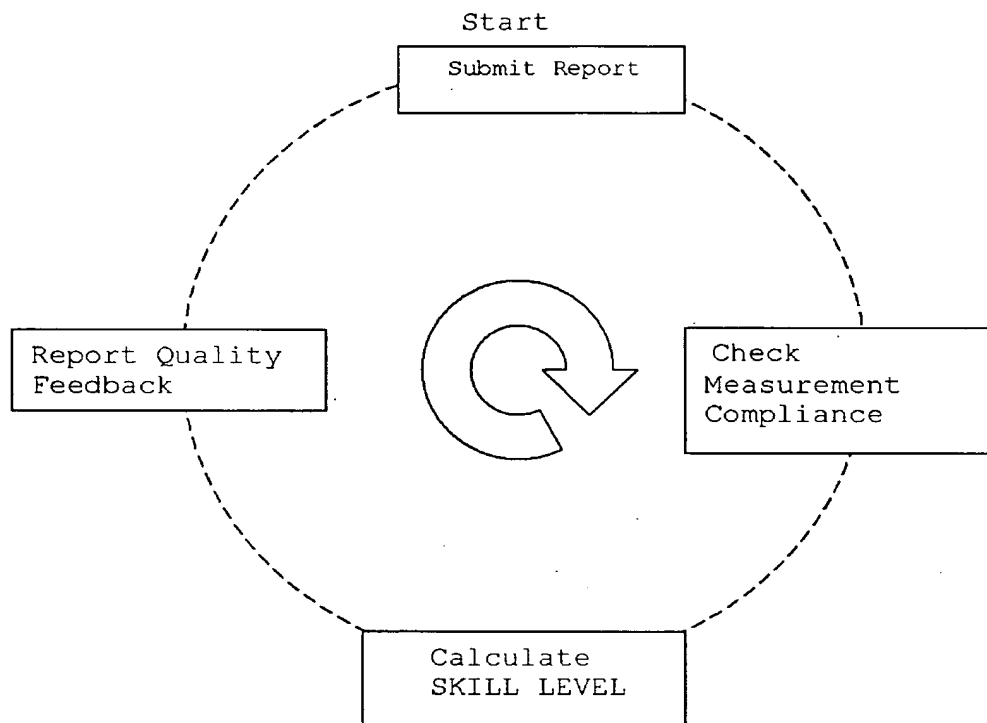 Start
Submit Report
Report Quality
Feedback
Check
Measurement
Compliance
Calculate
SKILL LEVEL